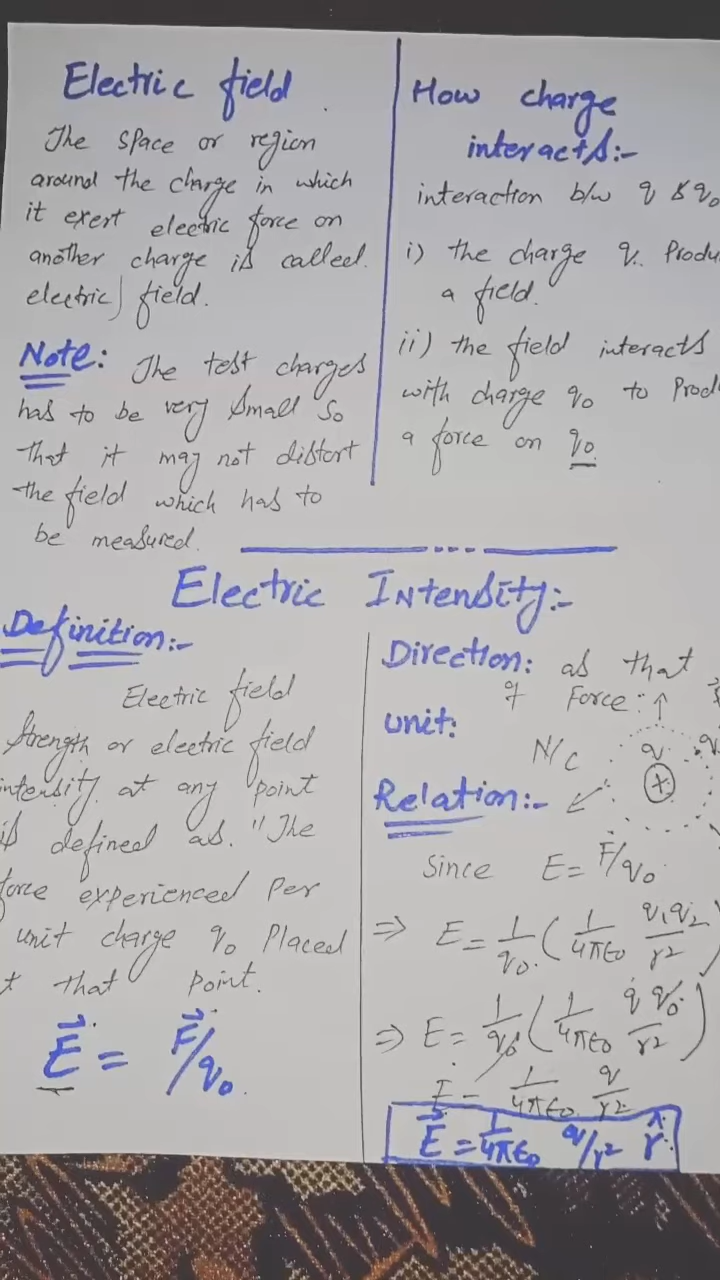 Electric field
The space or region
around the charge in which
it exert electric force on
another charge is called
electric field.
Note: The test charges
has to be very small so
that it may not distort
the field which has to
be measured.
How charge
interacts:-
interaction b/w q & q₀
i) the charge q. Produ
a field.
ii) the field interacts
with charge q₀ to Prod
a force on q₀
Electric Intensity:-
Definition:-
Electric field
Strength or electric field
intensity at any point
is defined as. "The
force experienced Per
unit charge q₀ Placed
t that Point.
E⃗ = F⃗/q₀
Direction: as that
of Force:
unit:
N/C
q
+
q
Relation:-
Since E = F/q₀
⇒ E = 1/q₀ (1/4πε₀ q₁q₂/r²)
⇒ E = 1/q₀ (1/4πε₀ q q₀/r²)
E = 1/4πε₀ q/r²
E⃗ = 1/4πε₀ q/r² r̂